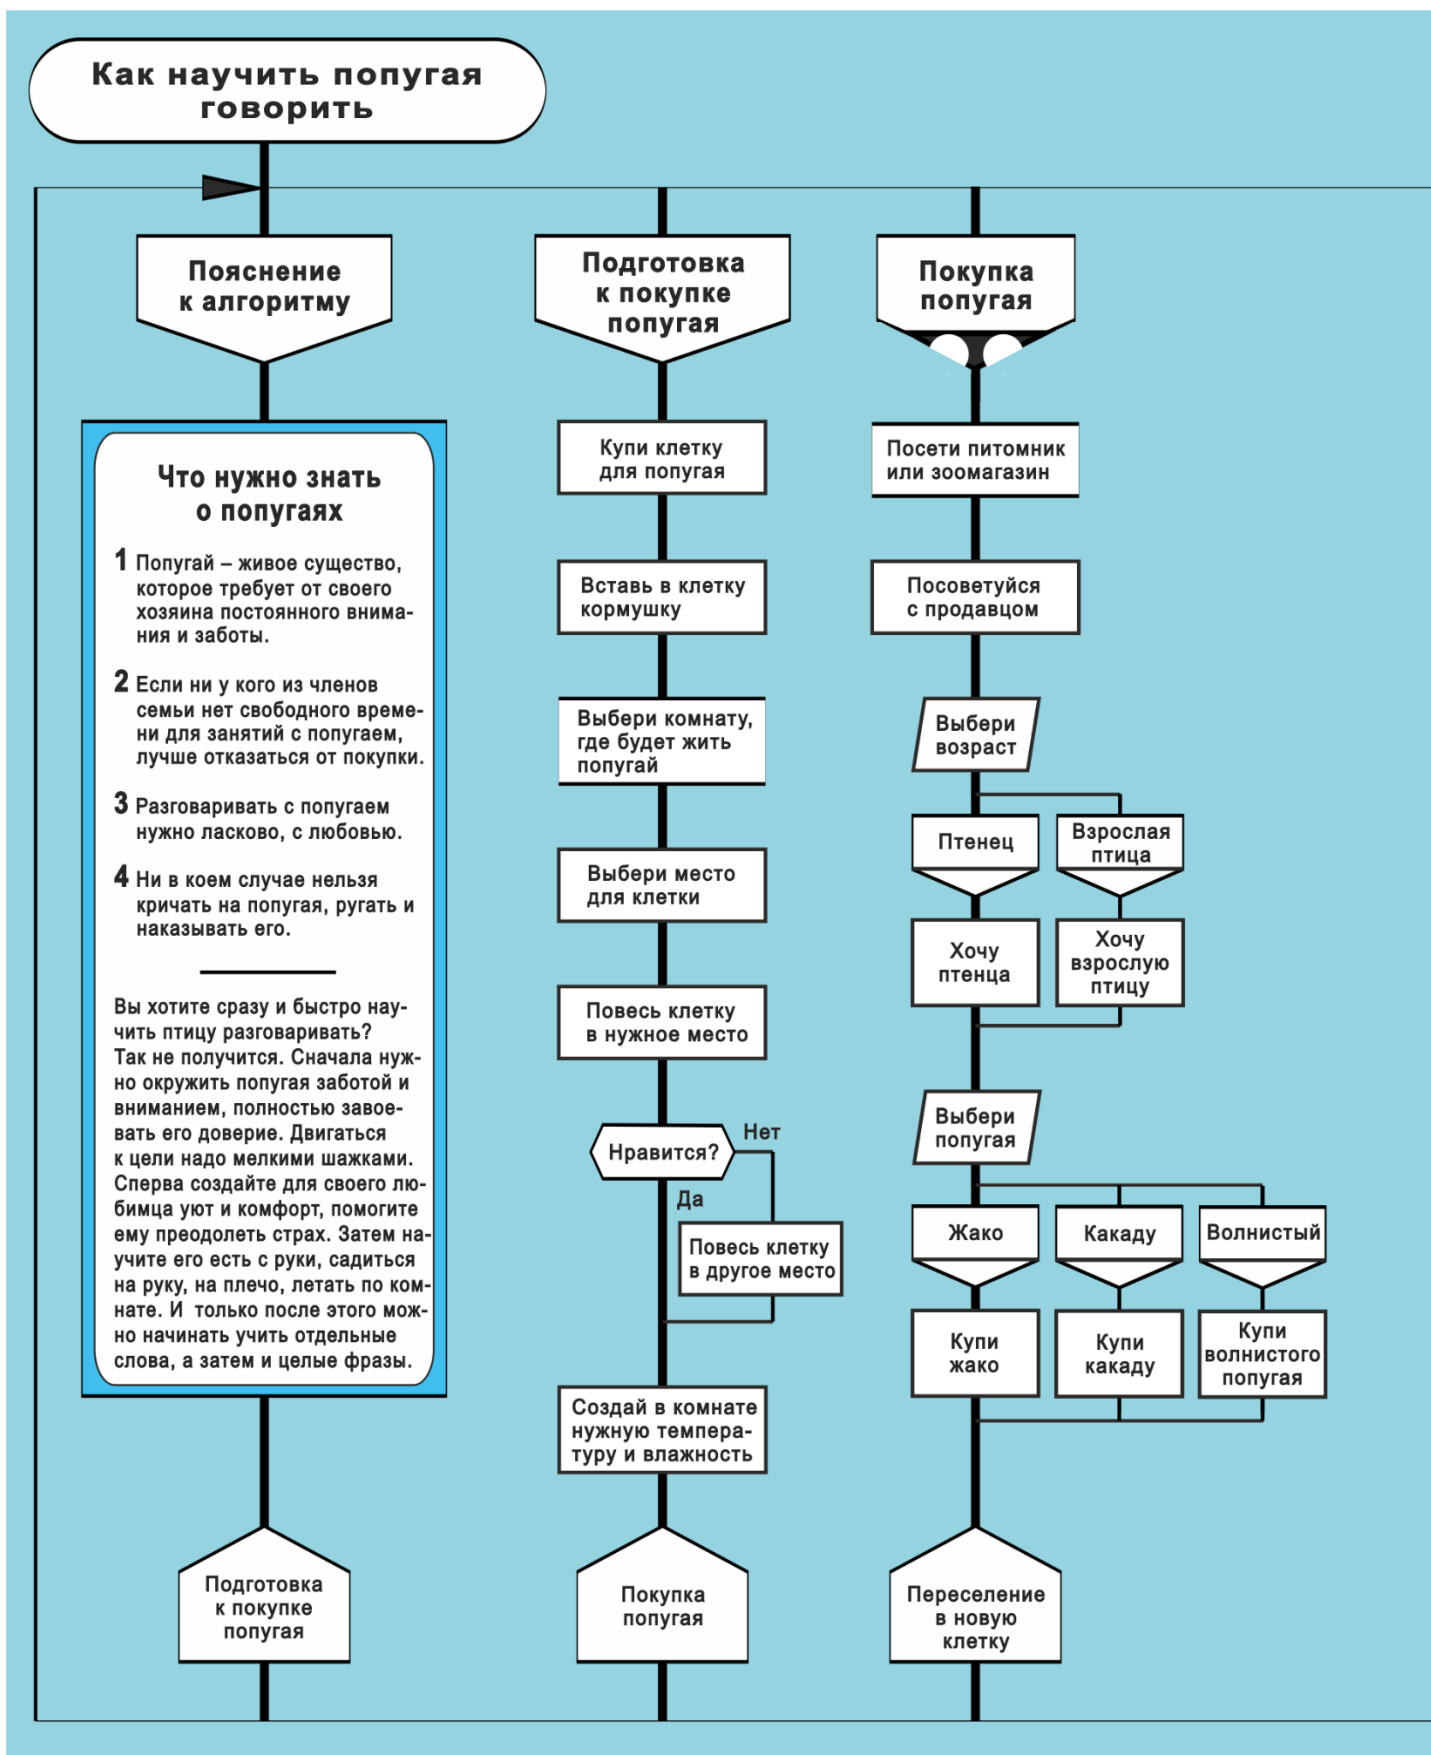 Как научить попугая
говорить
Пояснение
к алгоритму
Что нужно знать
о попугаях
1 Попугай – живое существо,
которое требует от своего
хозяина постоянного внима-
ния и заботы.
2 Если ни у кого из членов
семьи нет свободного време-
ни для занятий с попугаем,
лучше отказаться от покупки.
3 Разговаривать с попугаем
нужно ласково, с любовью.
4 Ни в коем случае нельзя
кричать на попугая, ругать и
наказывать его.
Вы хотите сразу и быстро нау-
чить птицу разговаривать?
Так не получится. Сначала нуж-
но окружить попугая заботой и
вниманием, полностью завое-
вать его доверие. Двигаться
к цели надо мелкими шажками.
Сперва создайте для своего лю-
бимца уют и комфорт, помогите
ему преодолеть страх. Затем на-
учите его есть с руки, садиться
на руку, на плечо, летать по ком-
нате. И только после этого мож-
но начинать учить отдельные
слова, а затем и целые фразы.
Подготовка
к покупке
попугая
Подготовка
к покупке
попугая
Купи клетку
для попугая
Вставь в клетку
кормушку
Выбери комнату,
где будет жить
попугай
Выбери место
для клетки
Повесь клетку
в нужное место
Нравится?
Нет
Да
Повесь клетку
в другое место
Создай в комнате
нужную темпера-
туру и влажность
Покупка
попугая
Покупка
попугая
Посети питомник
или зоомагазин
Посоветуйся
с продавцом
Выбери
возраст
Птенец
Взрослая
птица
Хочу
птенца
Хочу
взрослую
птицу
Выбери
попугая
Жако
Какаду
Волнистый
Купи
жако
Купи
какаду
Купи
волнистого
попугая
Переселение
в новую
клетку